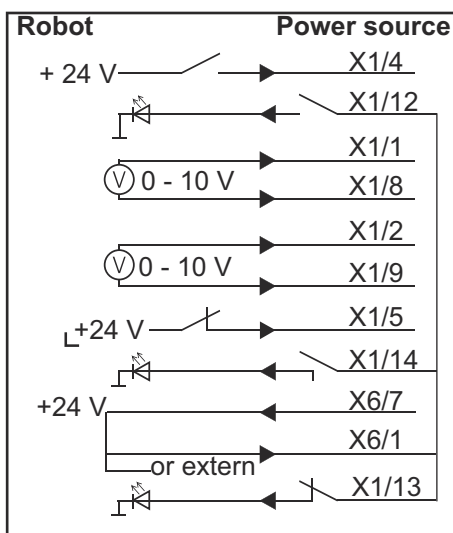 Robot Power source
+ 24 V X1/4
X1/12
X1/1
V 0 - 10 V X1/8
X1/2
V 0 - 10 V X1/9
+24 V X1/5
X1/14
+24 V X6/7
X6/1
or extern
X1/13